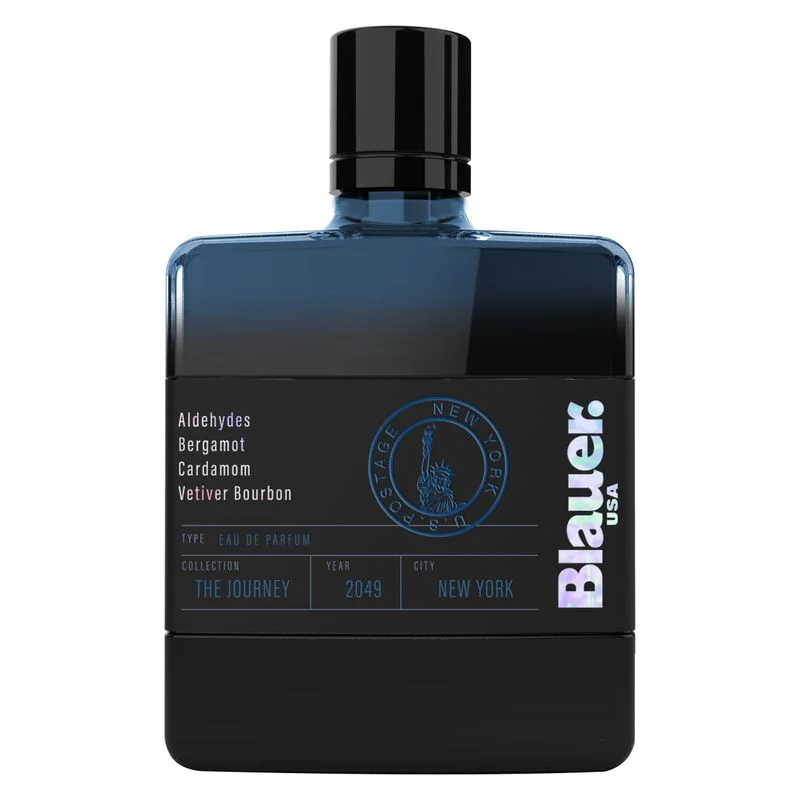 Aldehydes
Bergamot
Cardamom
Vetiver Bourbon
NEW YORK
U.S. POSTAGE
TYPE EAU DE PARFUM
COLLECTION
THE JOURNEY
YEAR
2049
CITY
NEW YORK
Blauer.
USA